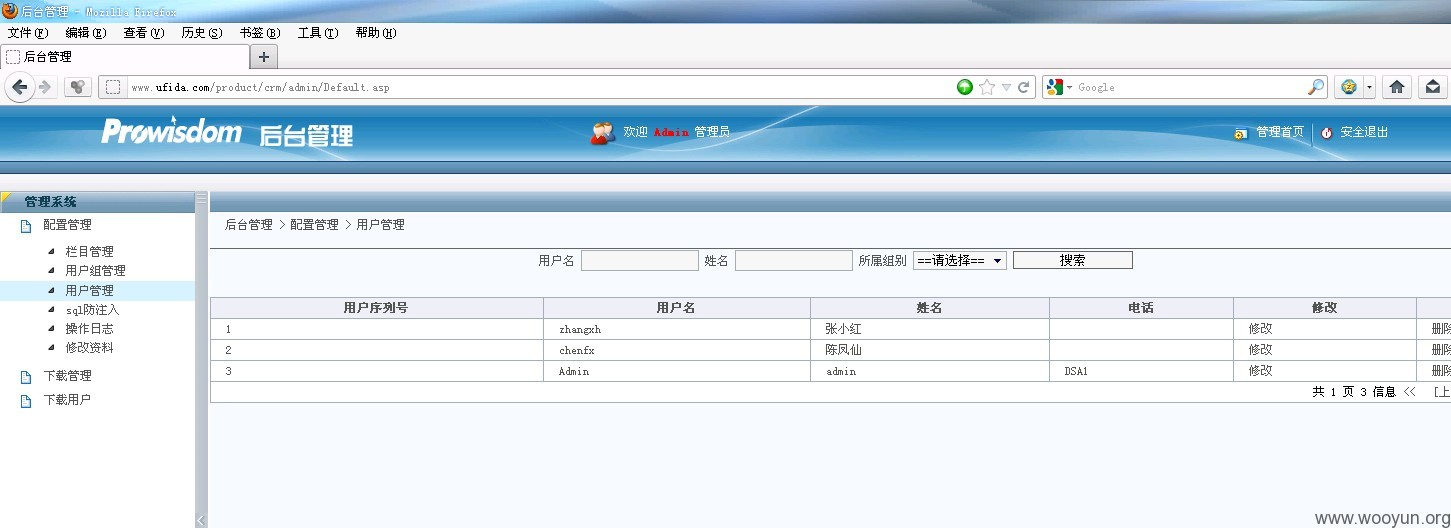 后台管理 - Mozilla Firefox
文件(F) 编辑(E) 查看(V) 历史(S) 书签(B) 工具(T) 帮助(H)
后台管理 +
www.ufida.com/product/crm/admin/Default.asp Google
Prowisdom 后台管理 欢迎 Admin 管理员 管理首页 安全退出
管理系统
配置管理
栏目管理
用户组管理
用户管理
sql防注入
操作日志
修改资料
下载管理
下载用户
后台管理 > 配置管理 > 用户管理
用户名 姓名 所属组别 ==请选择== 搜索
用户序列号 用户名 姓名 电话 修改
1 zhangxh 张小红 修改 删除
2 chenfx 陈凤仙 修改 删除
3 Admin admin DSA1 修改 删除
共 1 页 3 信息 << [上
www.wooyun.org